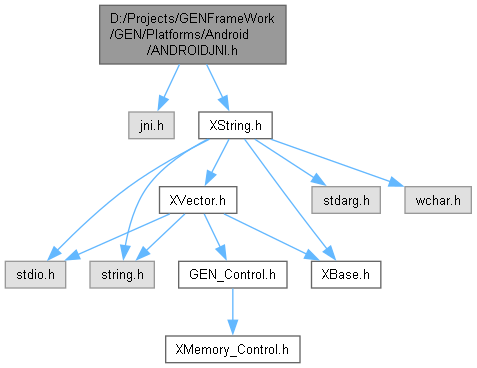 D:/Projects/GENFrameWork
/GEN/Platforms/Android
/ANDROIDJNI.h
jni.h
XString.h
XVector.h
stdarg.h
wchar.h
stdio.h
string.h
GEN_Control.h
XBase.h
XMemory_Control.h